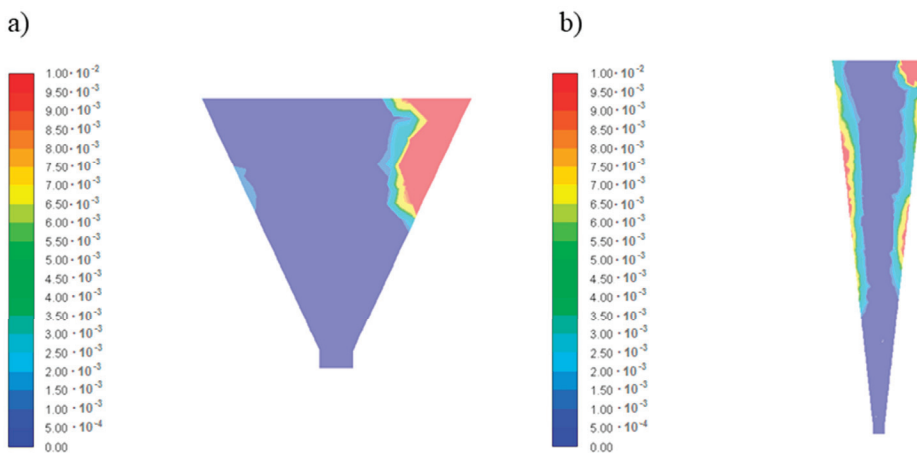 a)
1.00 · 10⁻²
9.50 · 10⁻³
9.00 · 10⁻³
8.50 · 10⁻³
8.00 · 10⁻³
7.50 · 10⁻³
7.00 · 10⁻³
6.50 · 10⁻³
6.00 · 10⁻³
5.50 · 10⁻³
5.00 · 10⁻³
4.50 · 10⁻³
4.00 · 10⁻³
3.50 · 10⁻³
3.00 · 10⁻³
2.50 · 10⁻³
2.00 · 10⁻³
1.50 · 10⁻³
1.00 · 10⁻³
5.00 · 10⁻⁴
0.00
b)
1.00 · 10⁻²
9.50 · 10⁻³
9.00 · 10⁻³
8.50 · 10⁻³
8.00 · 10⁻³
7.50 · 10⁻³
7.00 · 10⁻³
6.50 · 10⁻³
6.00 · 10⁻³
5.50 · 10⁻³
5.00 · 10⁻³
4.50 · 10⁻³
4.00 · 10⁻³
3.50 · 10⁻³
3.00 · 10⁻³
2.50 · 10⁻³
2.00 · 10⁻³
1.50 · 10⁻³
1.00 · 10⁻³
5.00 · 10⁻⁴
0.00